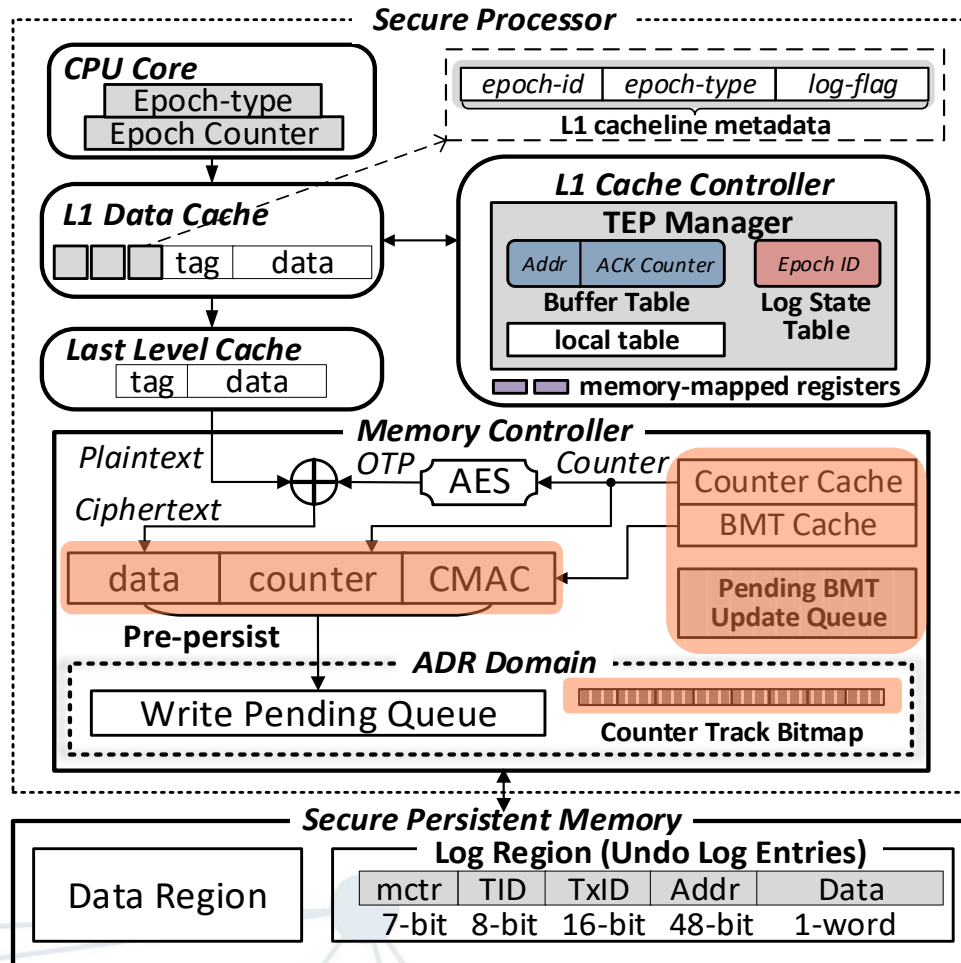 Secure Processor
CPU Core
Epoch-type
Epoch Counter
epoch-id epoch-type log-flag
L1 cacheline metadata
L1 Data Cache
tag data
L1 Cache Controller
TEP Manager
Addr ACK Counter
Buffer Table
Epoch ID
Log State
Table
local table
memory-mapped registers
Last Level Cache
tag data
Memory Controller
Plaintext
OTP
AES
Counter
Counter Cache
BMT Cache
Ciphertext
data counter CMAC
Pending BMT
Update Queue
Pre-persist
ADR Domain
Write Pending Queue
Counter Track Bitmap
Secure Persistent Memory
Data Region
Log Region (Undo Log Entries)
mctr TID TxID Addr Data
7-bit 8-bit 16-bit 48-bit 1-word